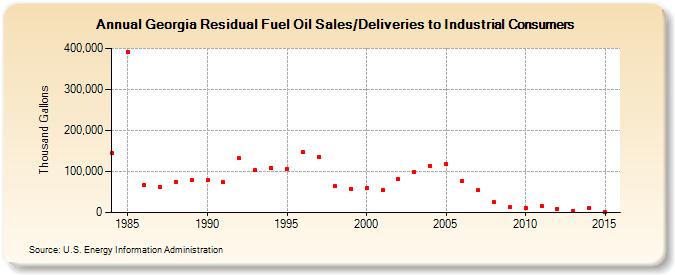 Annual Georgia Residual Fuel Oil Sales/Deliveries to Industrial Consumers
Thousand Gallons
400,000
300,000
200,000
100,000
0
1985 1990 1995 2000 2005 2010 2015
Source: U.S. Energy Information Administration